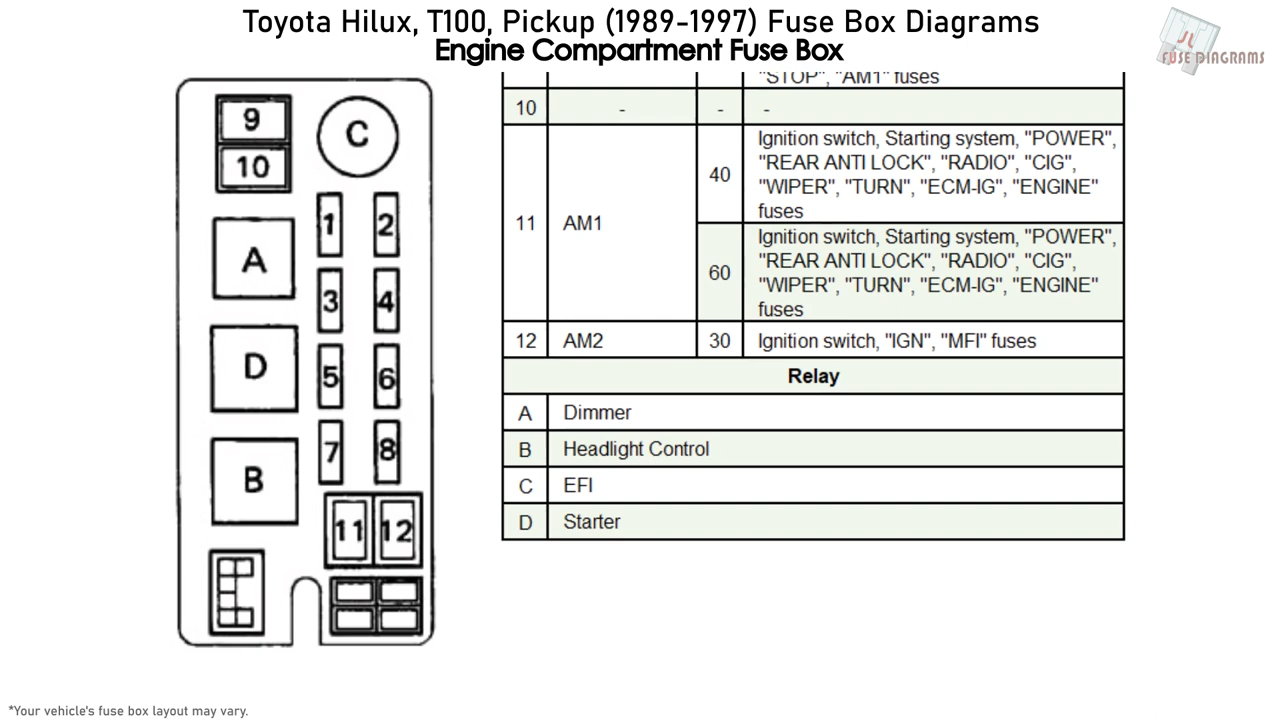 Toyota Hilux, T100, Pickup (1989-1997) Fuse Box Diagrams
Engine Compartment Fuse Box
JL
FUSE DIAGRAMS
9
10
C
1 2
A
3 4
D
5 6
7 8
B
11 12
"STOP", "AM1" fuses
10 - - -
11 AM1 40 Ignition switch, Starting system, "POWER",
"REAR ANTI LOCK", "RADIO", "CIG",
"WIPER", "TURN", "ECM-IG", "ENGINE"
fuses
60 Ignition switch, Starting system, "POWER",
"REAR ANTI LOCK", "RADIO", "CIG",
"WIPER", "TURN", "ECM-IG", "ENGINE"
fuses
12 AM2 30 Ignition switch, "IGN", "MFI" fuses
Relay
A Dimmer
B Headlight Control
C EFI
D Starter
*Your vehicle's fuse box layout may vary.